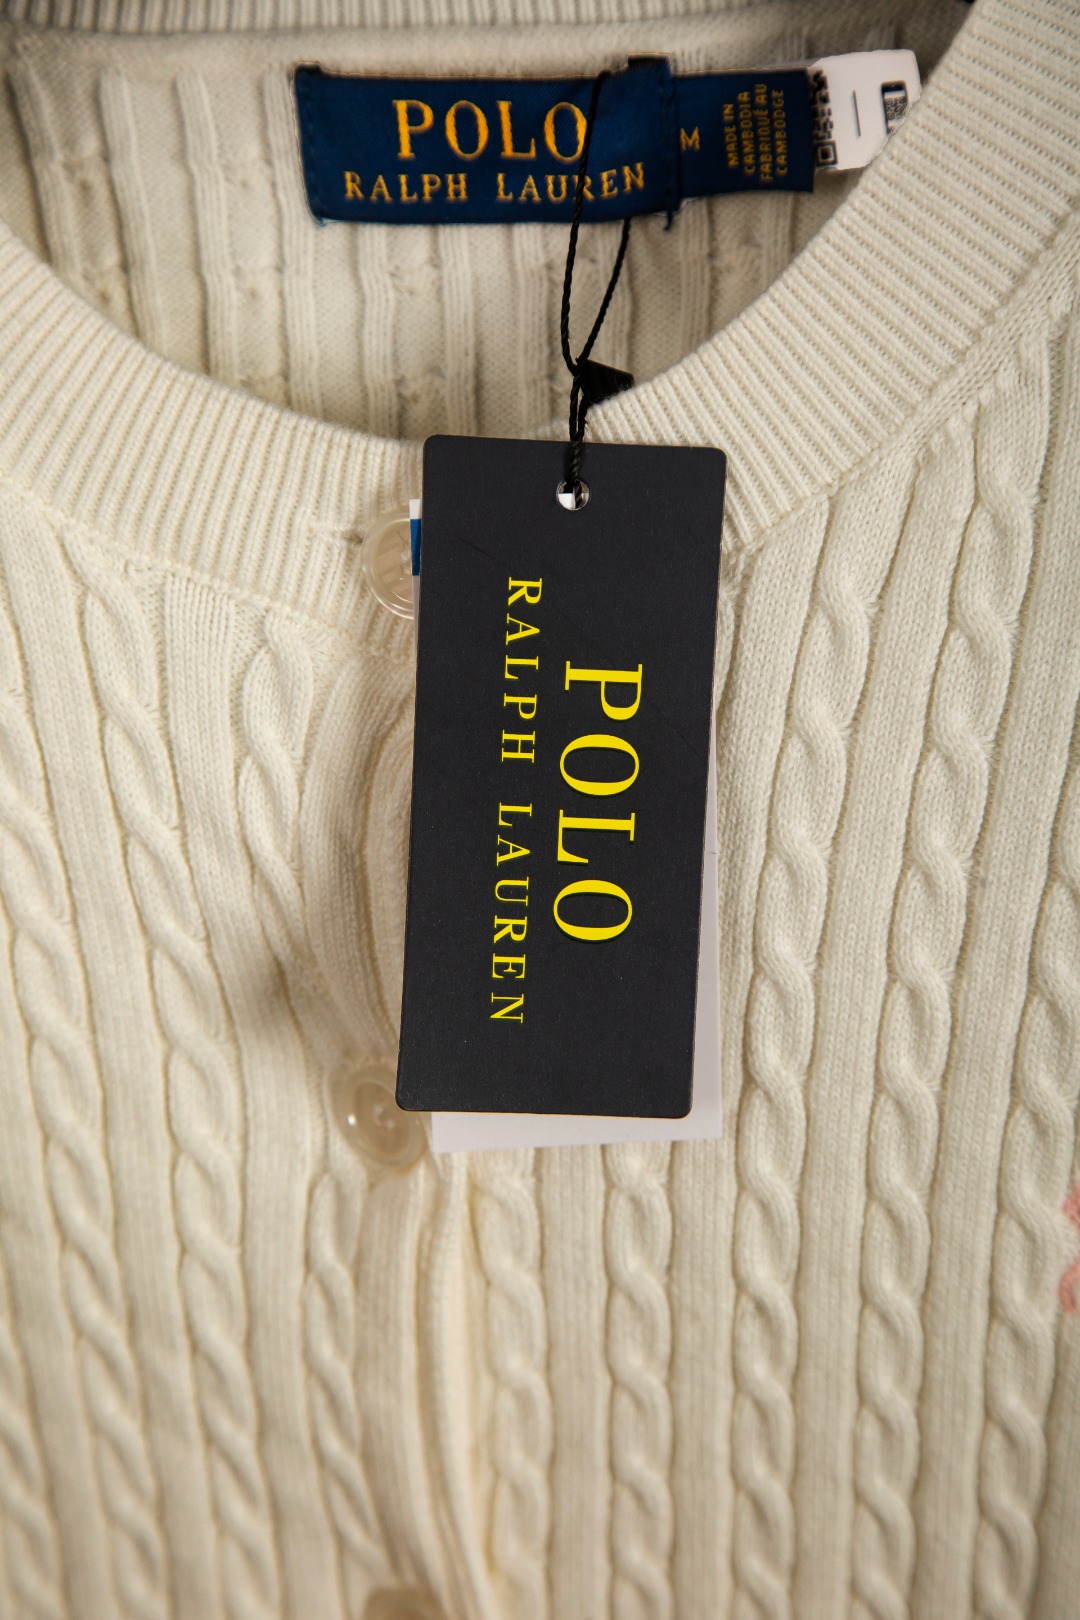 POLO
RALPH LAUREN
M
MADE IN
CAMBODIA
FABRIQUÉ AU
CAMBODGE
POLO
RALPH LAUREN